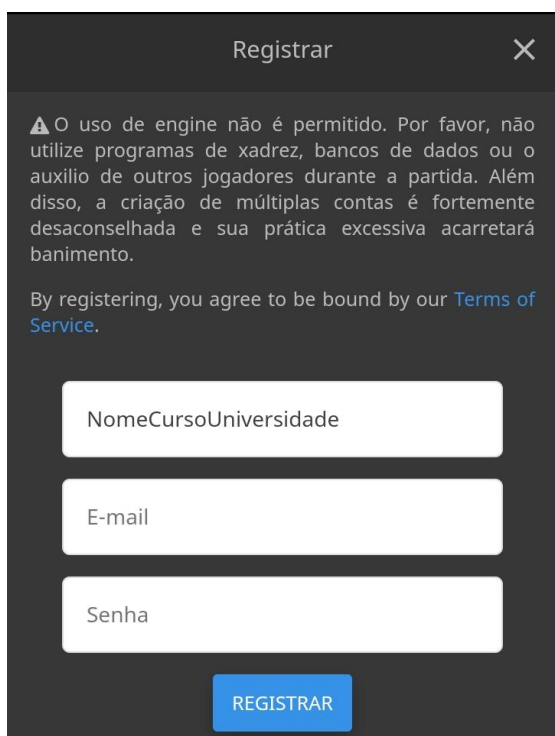 Registrar
O uso de engine não é permitido. Por favor, não
utilize programas de xadrez, bancos de dados ou o
auxilio de outros jogadores durante a partida. Além
disso, a criação de múltiplas contas é fortemente
desaconselhada e sua prática excessiva acarretará
banimento.
By registering, you agree to be bound by our Terms of
Service.
NomeCursoUniversidade
E-mail
Senha
REGISTRAR